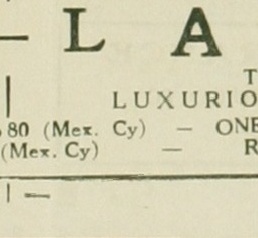 — L A
T
LUXURIO
80 (Mex. Cy) — ONE
(Mex. Cy) — R